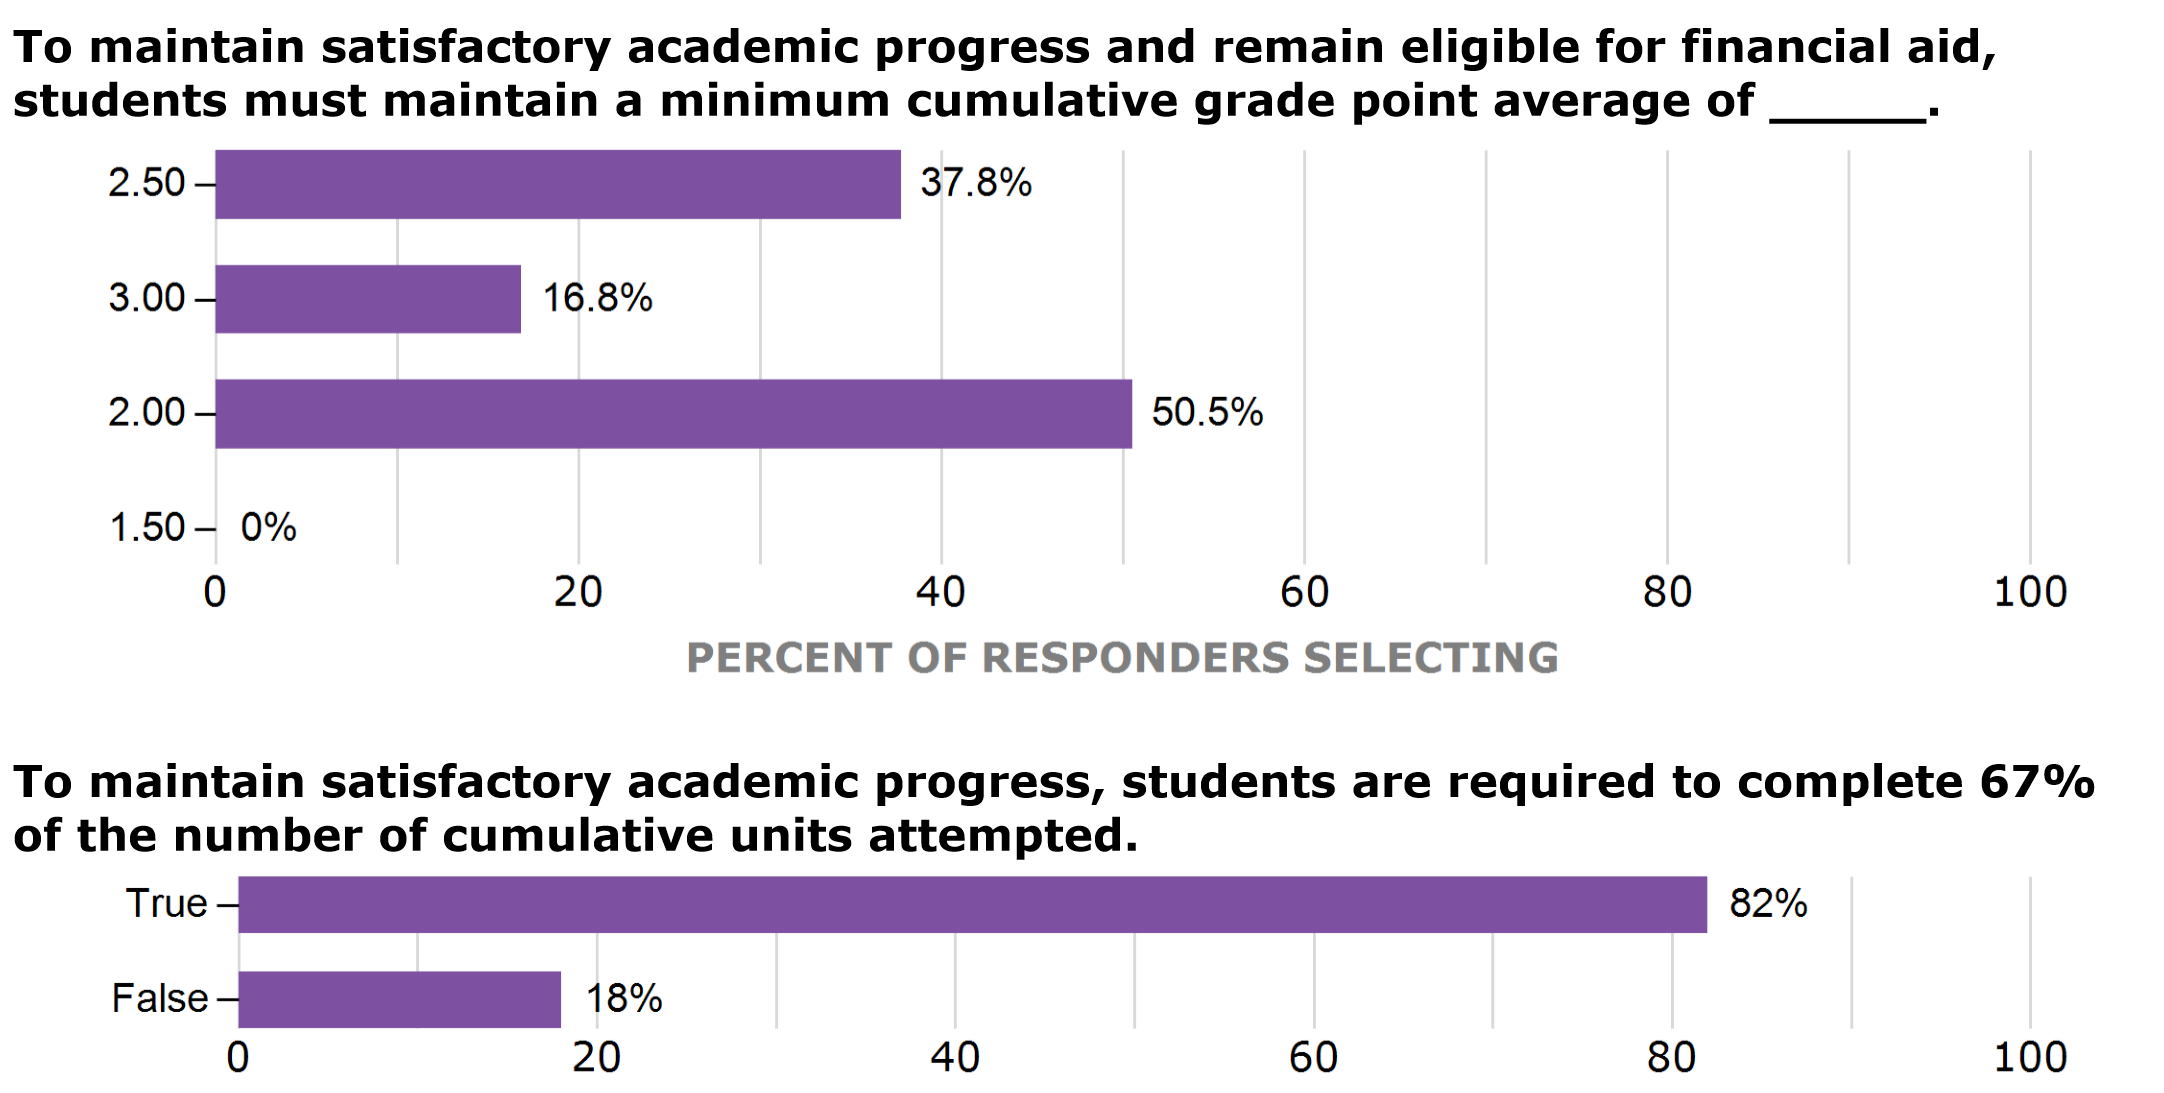 To maintain satisfactory academic progress and remain eligible for financial aid,
students must maintain a minimum cumulative grade point average of ______.
2.50 37.8%
3.00 16.8%
2.00 50.5%
1.50 0%
0 20 40 60 80 100
PERCENT OF RESPONDERS SELECTING
To maintain satisfactory academic progress, students are required to complete 67%
of the number of cumulative units attempted.
True 82%
False 18%
0 20 40 60 80 100